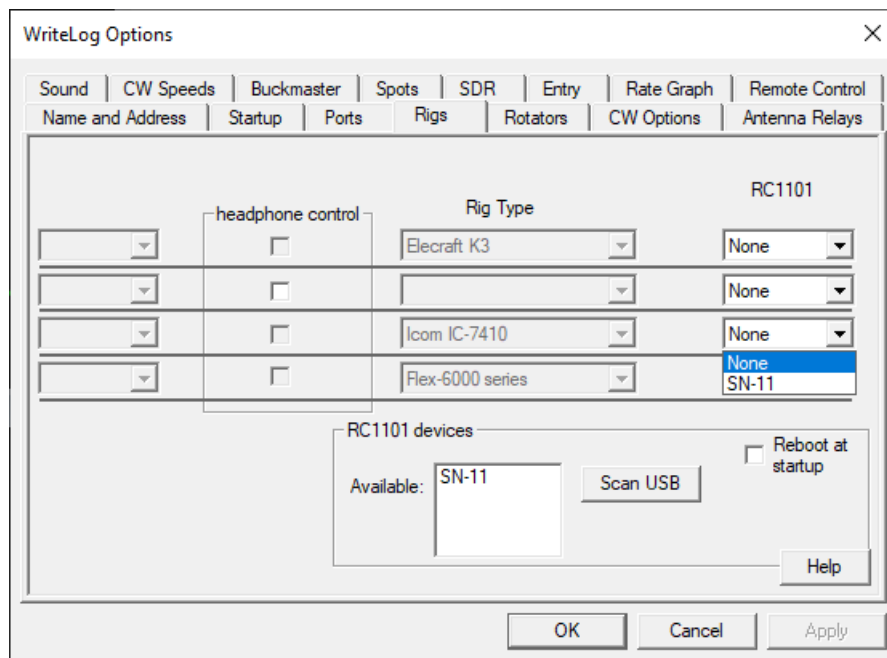 WriteLog Options
Sound CW Speeds Buckmaster Spots SDR Entry Rate Graph Remote Control
Name and Address Startup Ports Rigs Rotators CW Options Antenna Relays
RC1101
headphone control Rig Type
Elecraft K3 None
None
Icom IC-7410 None
None
Flex-6000 series SN-11
RC1101 devices
Reboot at
startup
Available: SN-11 Scan USB
Help
OK Cancel Apply